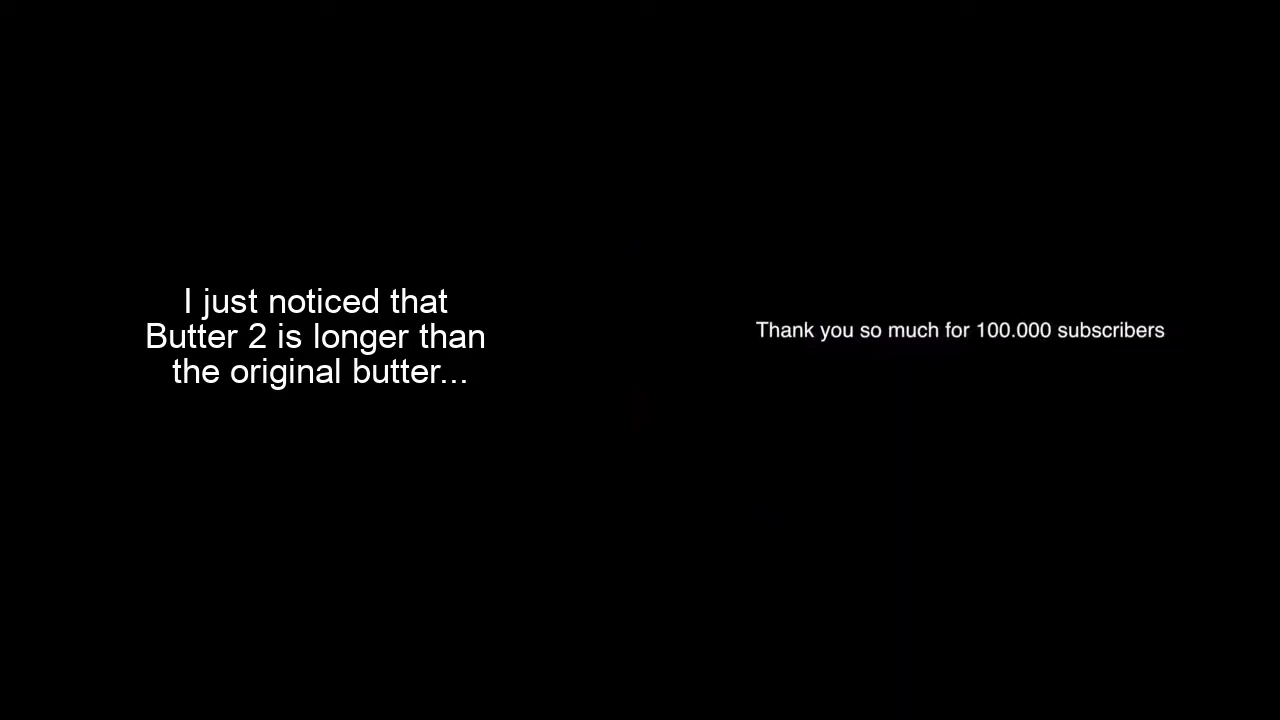 I just noticed that
Butter 2 is longer than
the original butter...
Thank you so much for 100.000 subscribers